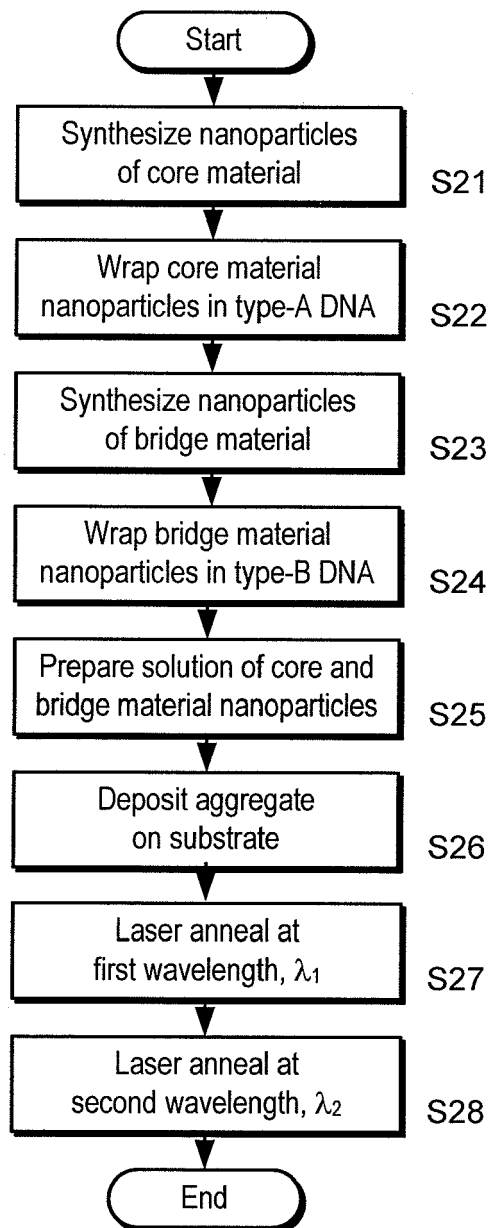 Start
Synthesize nanoparticles
of core material
S21
Wrap core material
nanoparticles in type-A DNA
S22
Synthesize nanoparticles
of bridge material
S23
Wrap bridge material
nanoparticles in type-B DNA
S24
Prepare solution of core and
bridge material nanoparticles
S25
Deposit aggregate
on substrate
S26
Laser anneal at
first wavelength, λ₁
S27
Laser anneal at
second wavelength, λ₂
S28
End